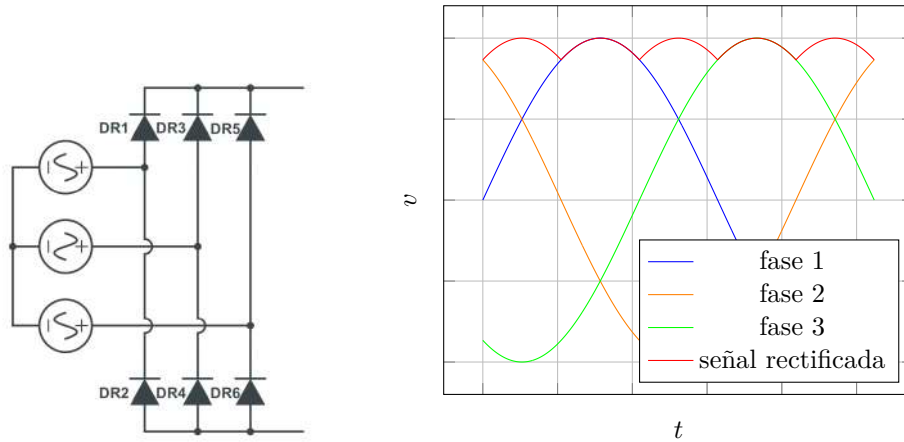 DR1
DR3
DR5
DR2
DR4
DR6
− +
− +
− +
v
t
fase 1
fase 2
fase 3
señal rectificada